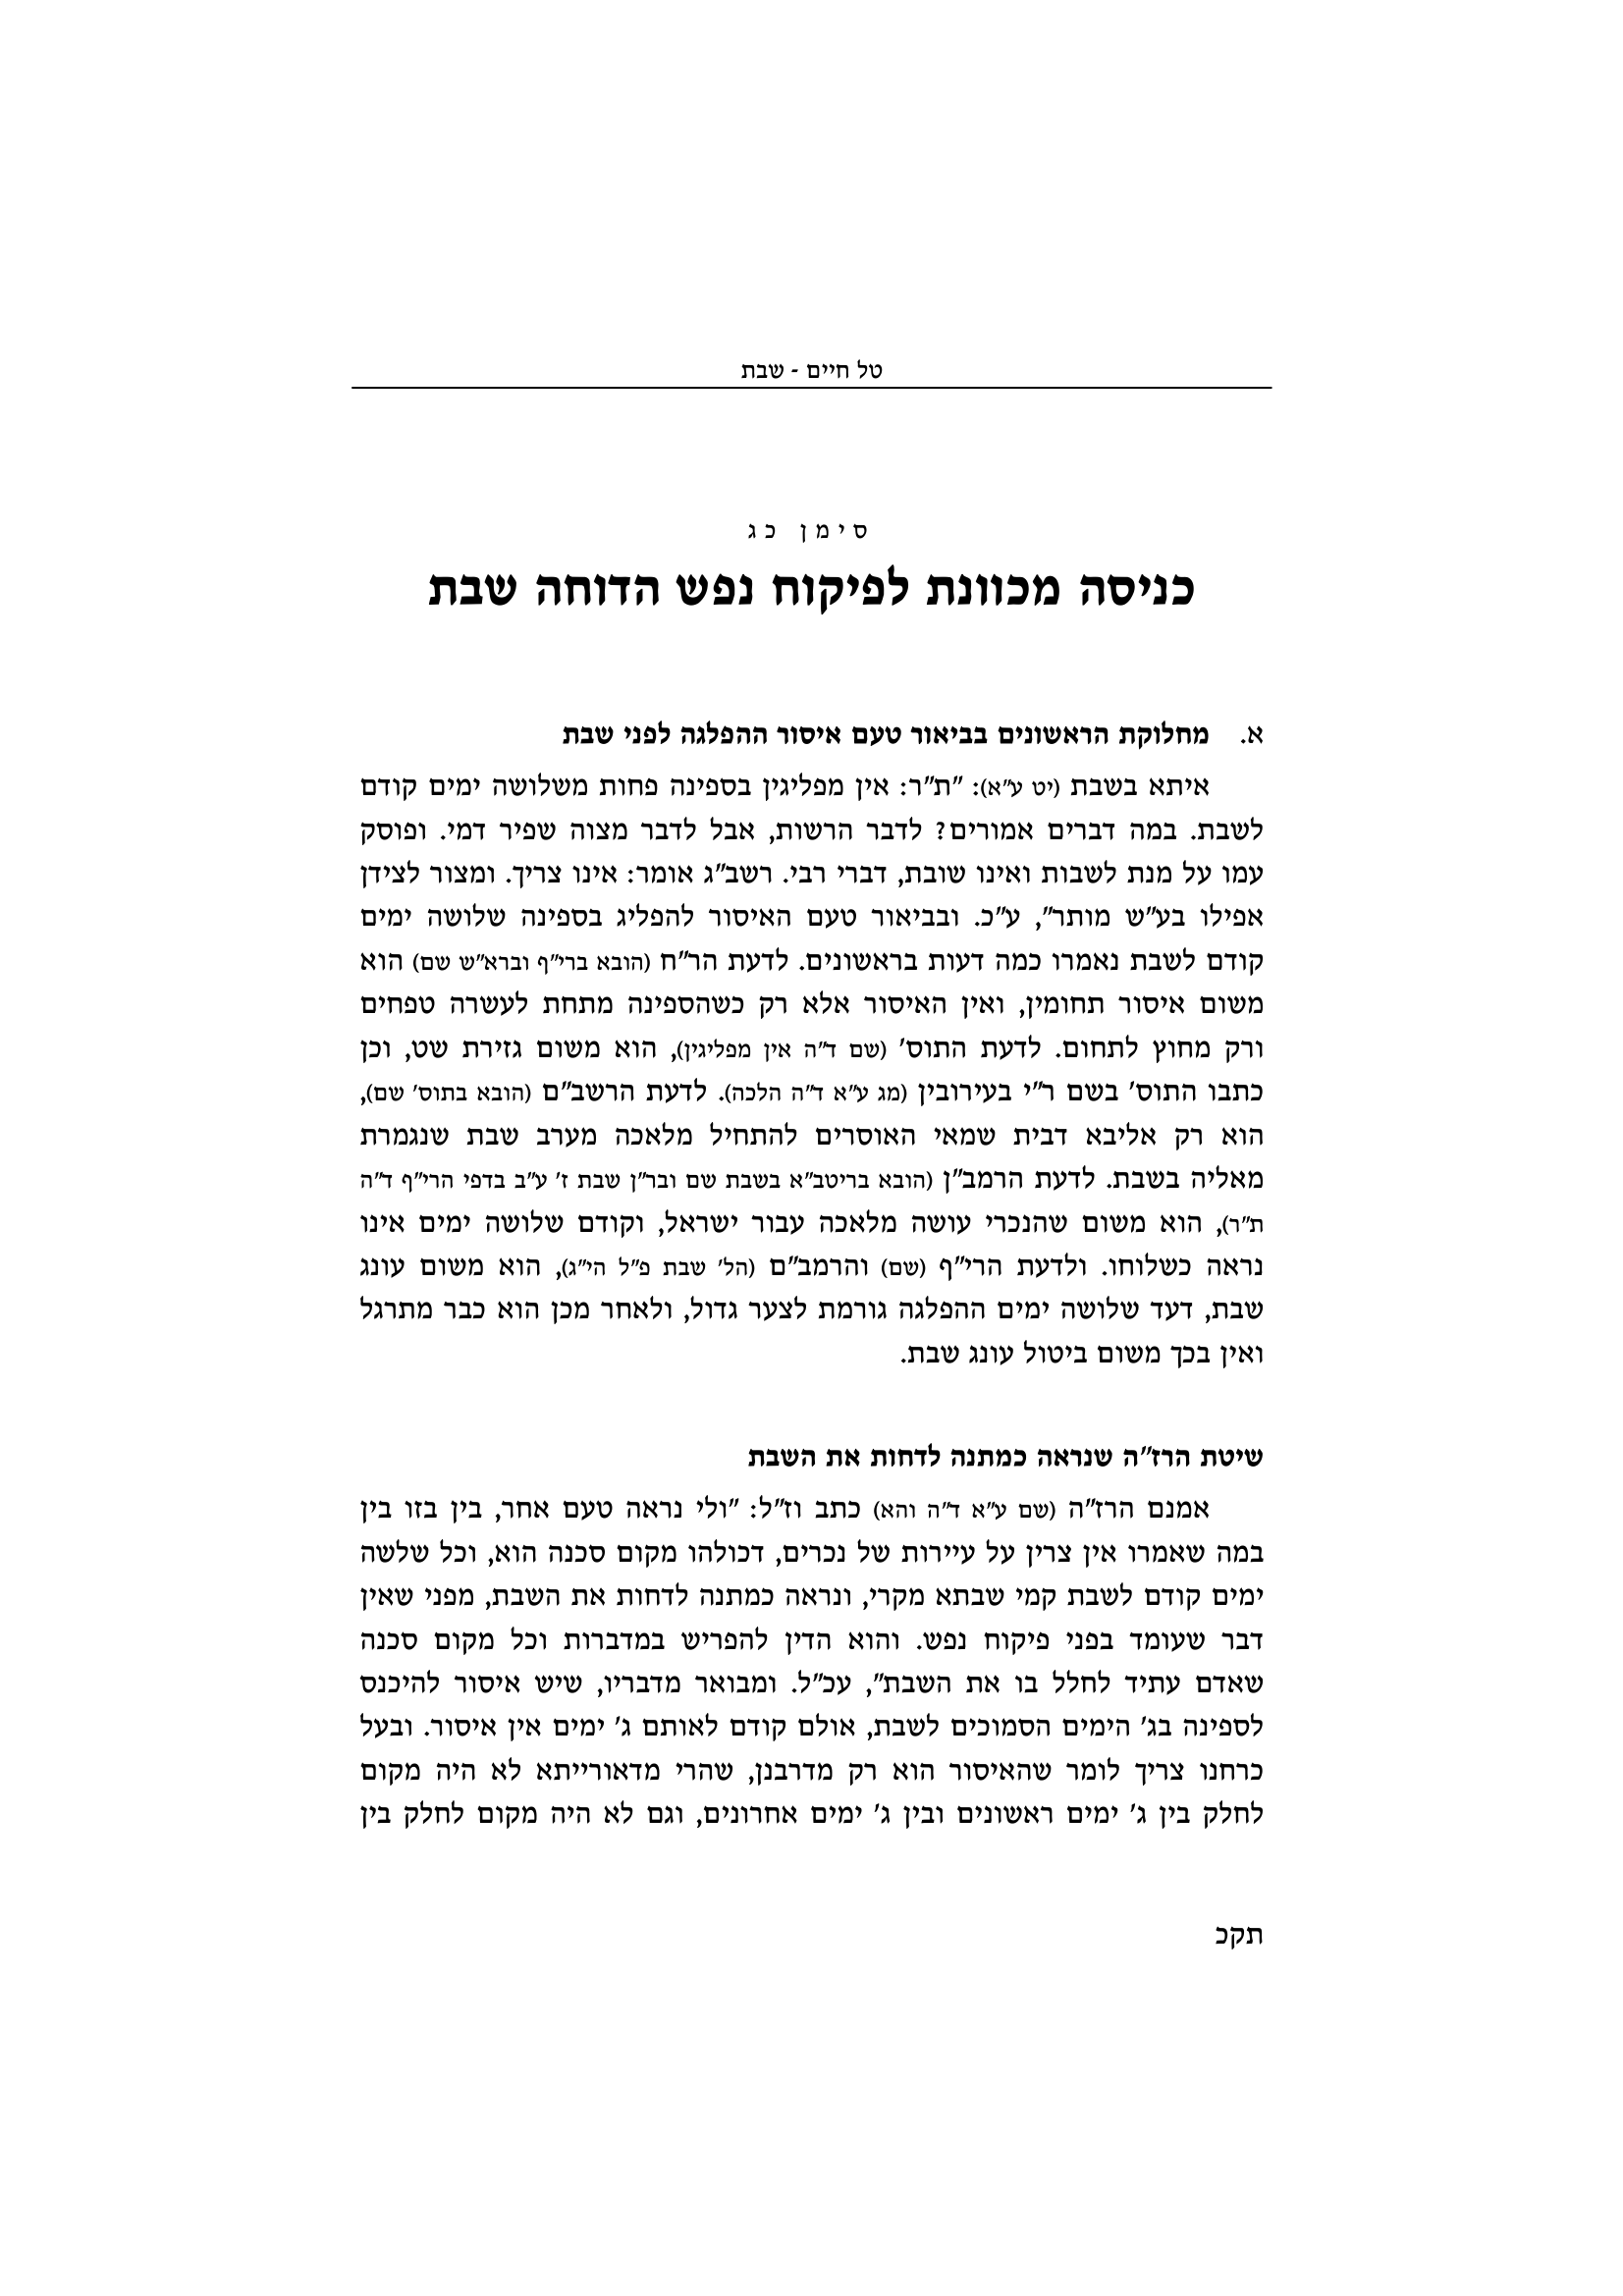 טל חיים - שבת
סימן כג
כניסה מכוונת לפיקוח נפש הדוחה שבת
א. מחלוקת הראשונים בביאור טעם איסור ההפלגה לפני שבת
איתא בשבת (יט ע"א): "ת"ר: אין מפליגין בספינה פחות משלושה ימים קודם
לשבת. במה דברים אמורים? לדבר הרשות, אבל לדבר מצוה שפיר דמי. ופוסק
עמו על מנת לשבות ואינו שובת, דברי רבי. רשב"ג אומר: אינו צריך. ומצור לצידן
אפילו בע"ש מותר", ע"כ. ובביאור טעם האיסור להפליג בספינה שלושה ימים
קודם לשבת נאמרו כמה דעות בראשונים. לדעת הר"ח (הובא ברי"ף וברא"ש שם) הוא
משום איסור תחומין, ואין האיסור אלא רק כשהספינה מתחת לעשרה טפחים
ורק מחוץ לתחום. לדעת התוס' (שם ד"ה אין מפליגין), הוא משום גזירת שט, וכן
כתבו התוס' בשם ר"י בעירובין (מג ע"א ד"ה הלכה). לדעת הרשב"ם (הובא בתוס' שם),
הוא רק אליבא דבית שמאי האוסרים להתחיל מלאכה מערב שבת שנגמרת
מאליה בשבת. לדעת הרמב"ן (הובא בריטב"א בשבת שם ובר"ן שבת ז' ע"ב בדפי הרי"ף ד"ה
ת"ר), הוא משום שהנכרי עושה מלאכה עבור ישראל, וקודם שלושה ימים אינו
נראה כשלוחו. ולדעת הרי"ף (שם) והרמב"ם (הל' שבת פ"ל הי"ג), הוא משום עונג
שבת, דעד שלושה ימים ההפלגה גורמת לצער גדול, ולאחר מכן הוא כבר מתרגל
ואין בכך משום ביטול עונג שבת.
שיטת הרז"ה שנראה כמתנה לדחות את השבת
אמנם הרז"ה (שם ע"א ד"ה והא) כתב וז"ל: "ולי נראה טעם אחר, בין בזו בין
במה שאמרו אין צרין על עיירות של נכרים, דכולהו מקום סכנה הוא, וכל שלשה
ימים קודם לשבת קמי שבתא מקרי, ונראה כמתנה לדחות את השבת, מפני שאין
דבר שעומד בפני פיקוח נפש. והוא הדין להפריש במדברות וכל מקום סכנה
שאדם עתיד לחלל בו את השבת", עכ"ל. ומבואר מדבריו, שיש איסור להיכנס
לספינה בג' הימים הסמוכים לשבת, אולם קודם לאותם ג' ימים אין איסור. ובעל
כרחנו צריך לומר שהאיסור הוא רק מדרבנן, שהרי מדאורייתא לא היה מקום
לחלק בין ג' ימים ראשונים ובין ג' ימים אחרונים, וגם לא היה מקום לחלק בין
תקכ